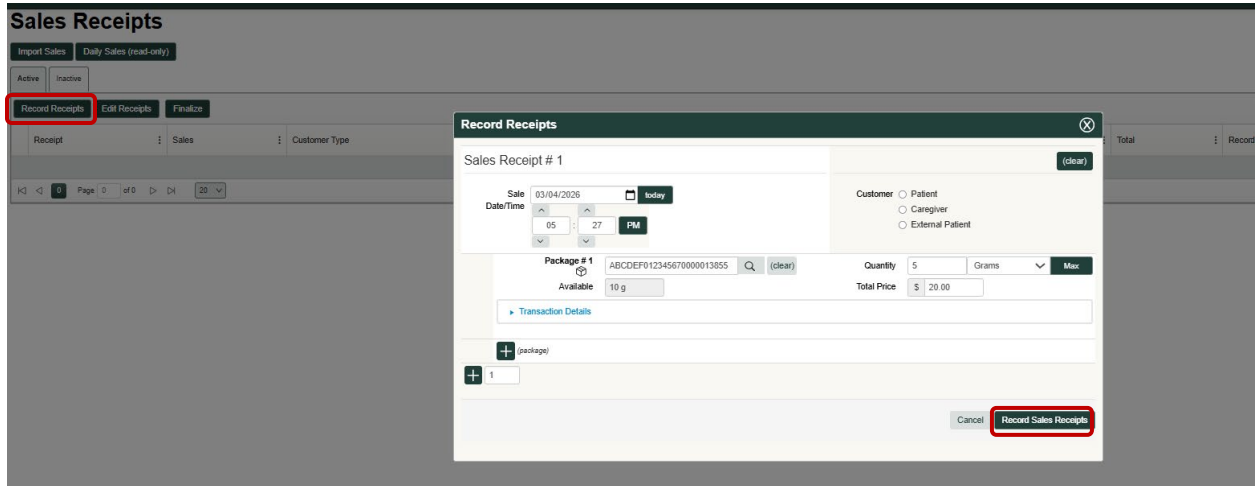 Sales Receipts
Import Sales Daily Sales (read-only)
Active Inactive
Record Receipts Edit Receipts Finalize
Receipt Sales Customer Type Total Record
0 Page 0 of 0 20
Record Receipts
Sales Receipt # 1 (clear)
Sale Date/Time 03/04/2026 today
05 : 27 PM
Customer Patient
Caregiver
External Patient
Package # 1 ABCDEF012345670000013855 (clear) Quantity 5 Grams Max
Available 10 g Total Price $ 20.00
Transaction Details
(package)
1
Cancel Record Sales Receipts